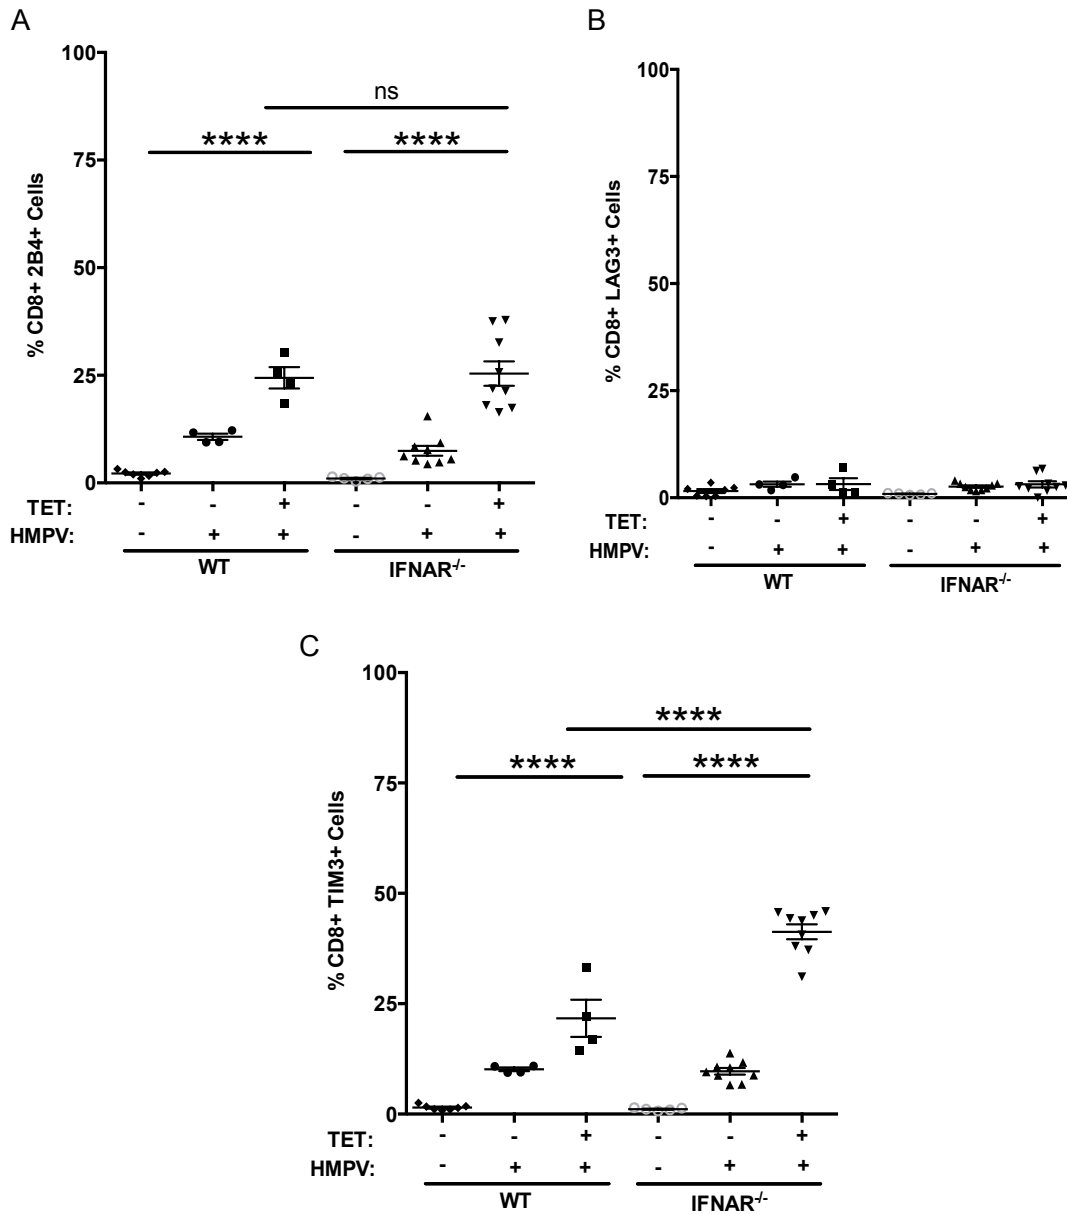 A
% CD8+ 2B4+ Cells
100
75
50
25
0
ns
**** ****
TET: - - + - - +
HMPV: - + + - + +
WT IFNAR-/-
B
% CD8+ LAG3+ Cells
100
75
50
25
0
TET: - - + - - +
HMPV: - + + - + +
WT IFNAR-/-
C
% CD8+ TIM3+ Cells
100
75
50
25
0
****
**** ****
TET: - - + - - +
HMPV: - + + - + +
WT IFNAR-/-